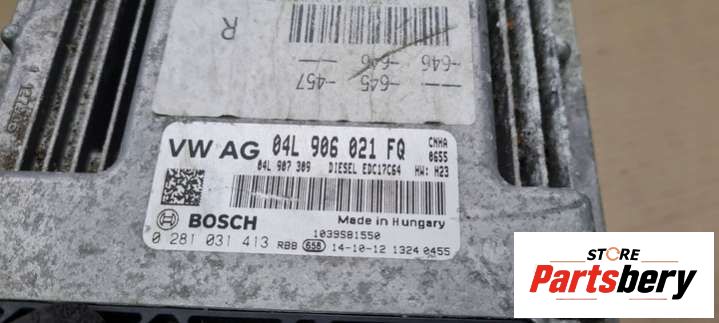 R
-646 -646 —
— -645 -457
VW AG 04L 906 021 FQ CNHA
0655
04L 907 309 DIESEL EDC17C64 HW: H23
BOSCH Made in Hungary
1039S81550
0 281 031 413 RBB 658 14-10-12 1324 0455
STORE
Partsbery